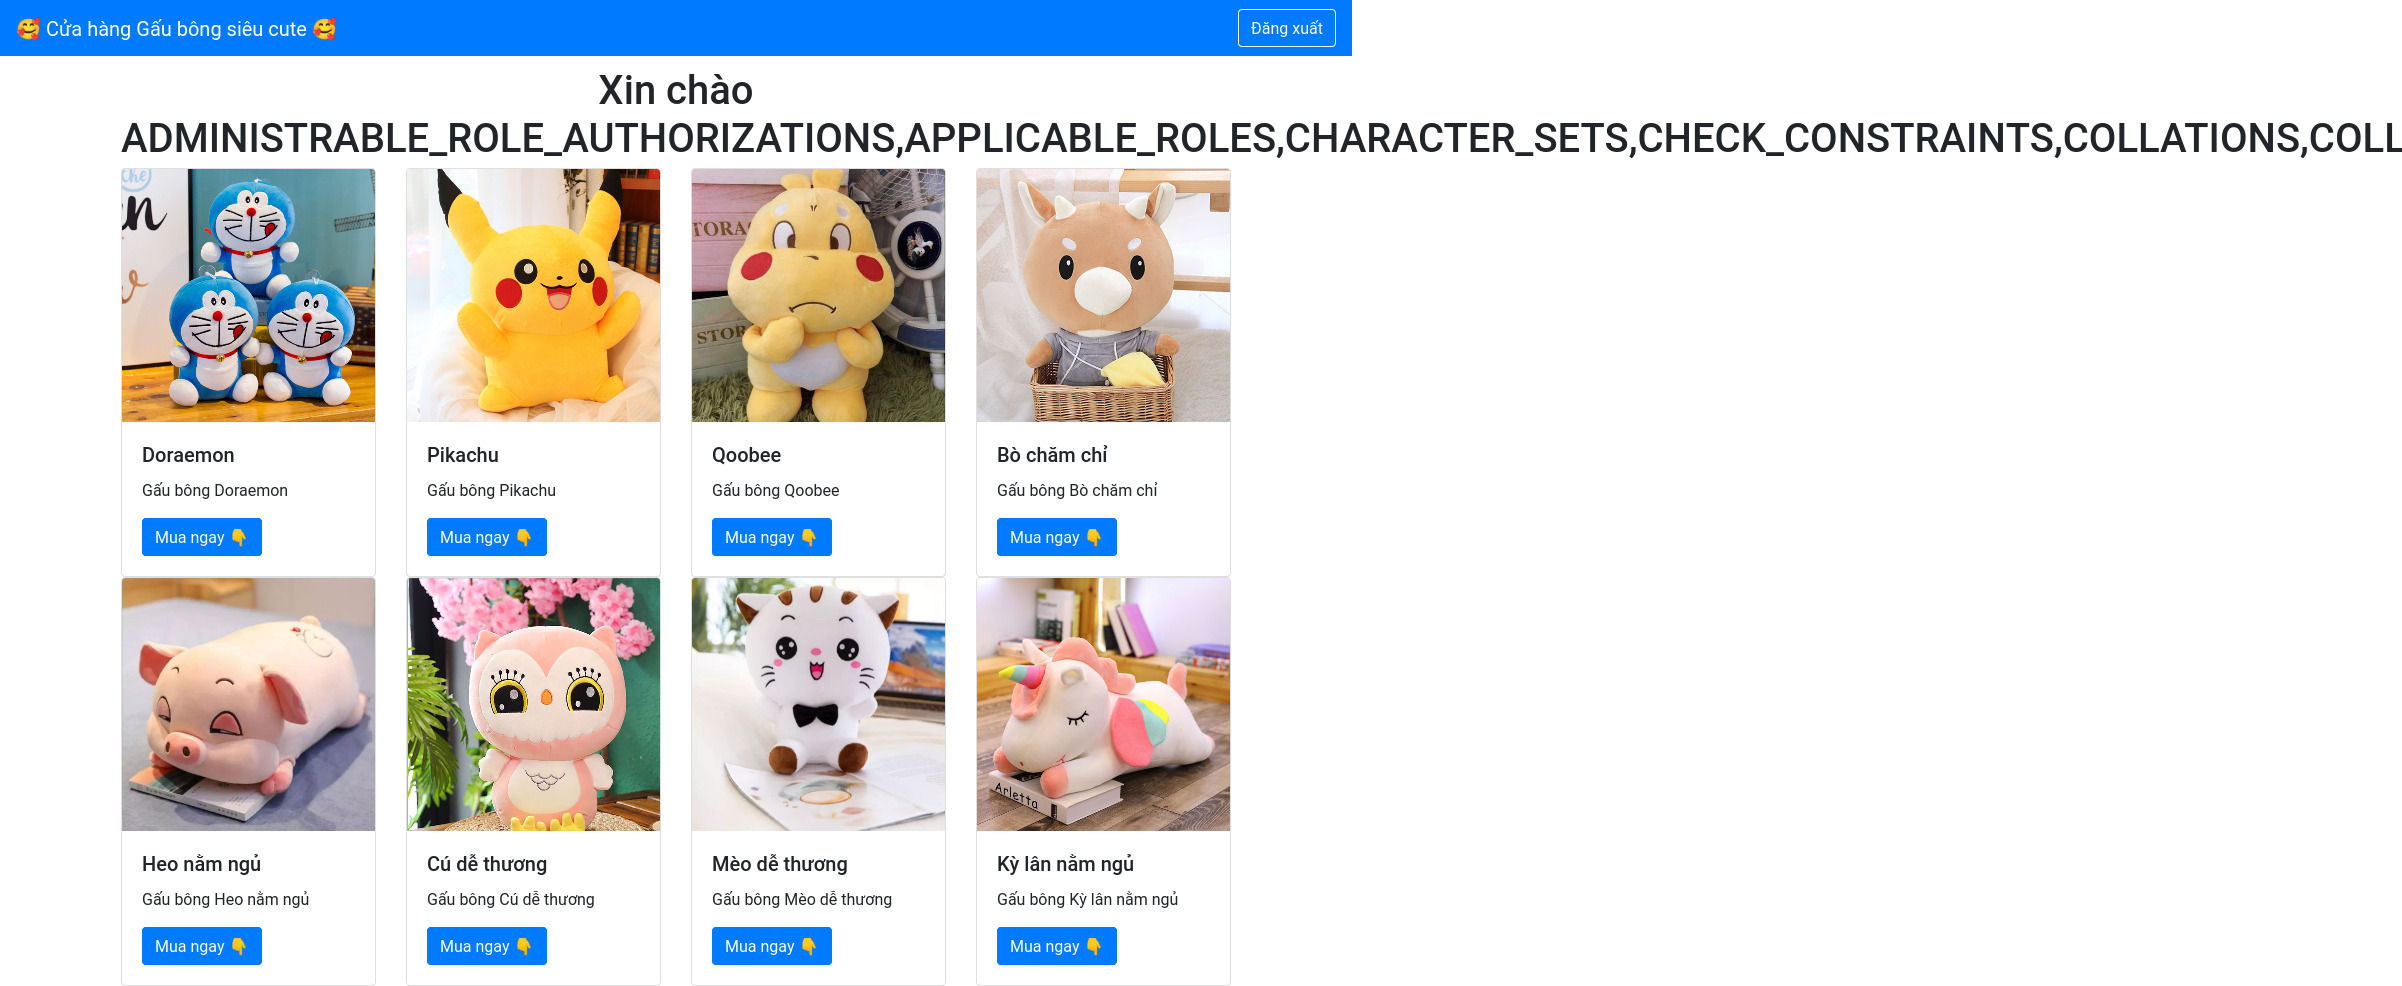 🥰 Cửa hàng Gấu bông siêu cute 🥰
Đăng xuất
Xin chào
ADMINISTRABLE_ROLE_AUTHORIZATIONS,APPLICABLE_ROLES,CHARACTER_SETS,CHECK_CONSTRAINTS,COLLATIONS,COLL
Doraemon
Gấu bông Doraemon
Mua ngay 👇
Pikachu
Gấu bông Pikachu
Mua ngay 👇
STOR
Qoobee
Gấu bông Qoobee
Mua ngay 👇
Bò chăm chỉ
Gấu bông Bò chăm chỉ
Mua ngay 👇
Heo nằm ngủ
Gấu bông Heo nằm ngủ
Mua ngay 👇
Cú dễ thương
Gấu bông Cú dễ thương
Mua ngay 👇
Mèo dễ thương
Gấu bông Mèo dễ thương
Mua ngay 👇
Arletta
Kỳ lân nằm ngủ
Gấu bông Kỳ lân nằm ngủ
Mua ngay 👇